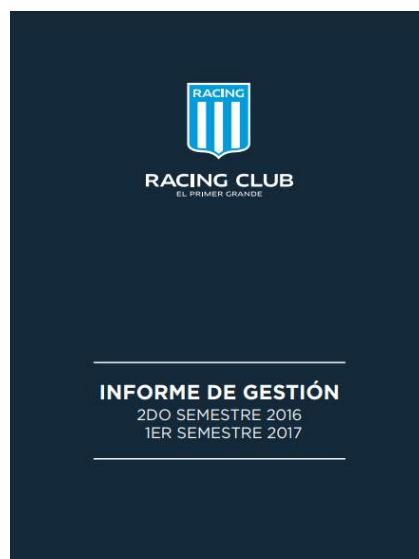 RACING
RACING CLUB
EL PRIMER GRANDE
INFORME DE GESTIÓN
2DO SEMESTRE 2016
1ER SEMESTRE 2017